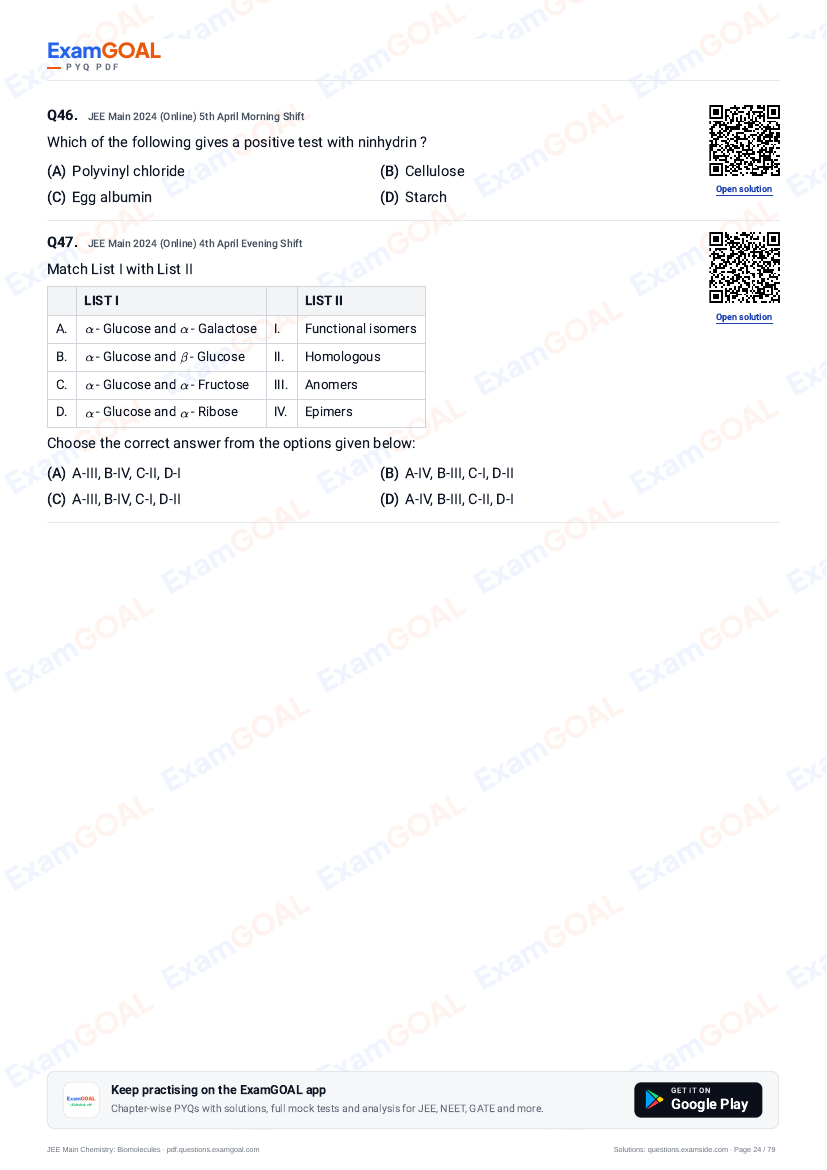 ExamGOAL
PYQ PDF
Q46. JEE Main 2024 (Online) 5th April Morning Shift
Which of the following gives a positive test with ninhydrin ?
(A) Polyvinyl chloride (B) Cellulose
(C) Egg albumin (D) Starch
Open solution
Q47. JEE Main 2024 (Online) 4th April Evening Shift
Match List I with List II
LIST I LIST II
A. α- Glucose and α- Galactose I. Functional isomers
B. α- Glucose and β- Glucose II. Homologous
C. α- Glucose and α- Fructose III. Anomers
D. α- Glucose and α- Ribose IV. Epimers
Open solution
Choose the correct answer from the options given below:
(A) A-III, B-IV, C-II, D-I (B) A-IV, B-III, C-I, D-II
(C) A-III, B-IV, C-I, D-II (D) A-IV, B-III, C-II, D-I
ExamGOAL
Keep practising on the ExamGOAL app
Chapter-wise PYQs with solutions, full mock tests and analysis for JEE, NEET, GATE and more.
GET IT ON
Google Play
JEE Main Chemistry: Biomolecules · pdf.questions.examgoal.com Solutions: questions.examside.com · Page 24 / 79